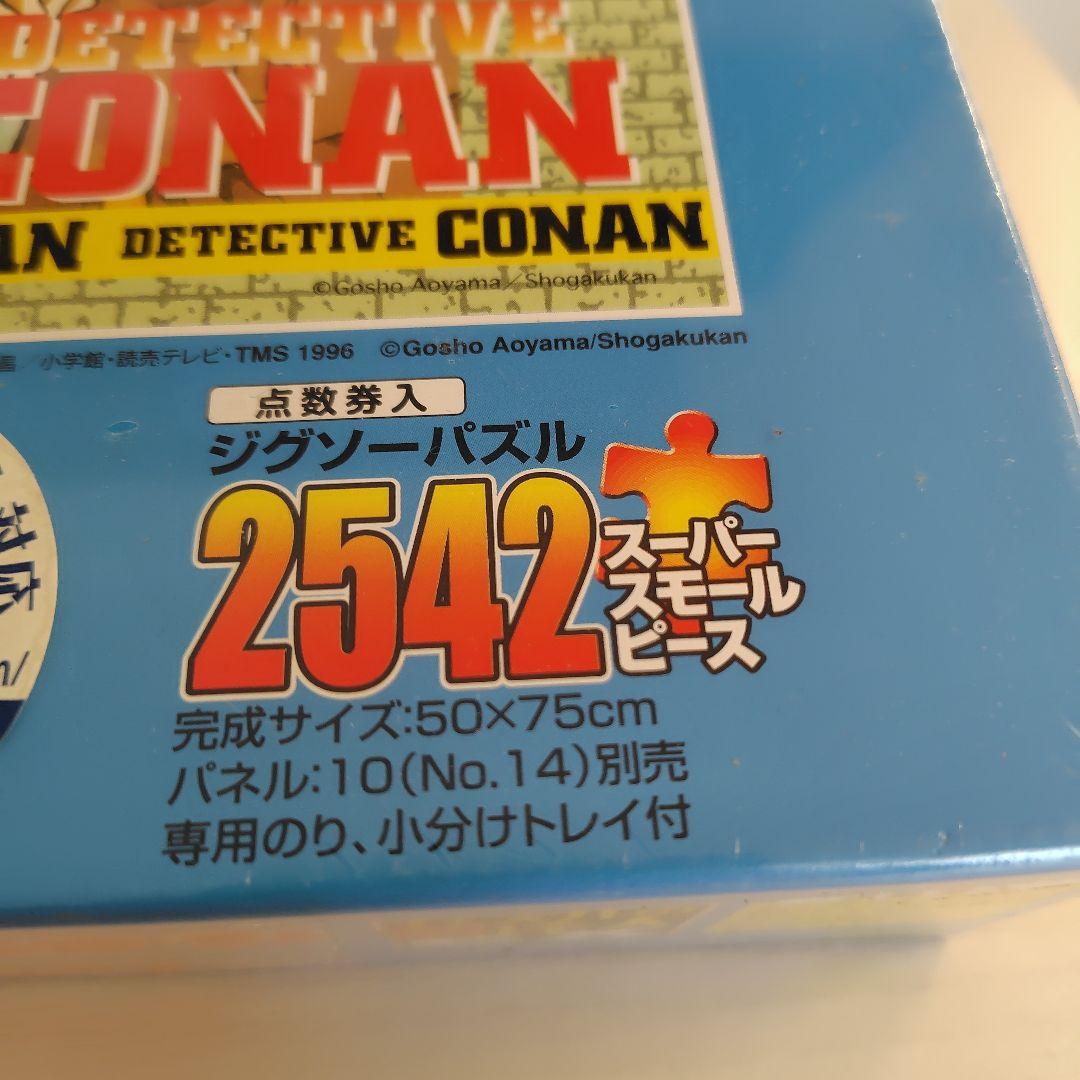 DETECTIVE
CONAN
DETECTIVE CONAN
©Gosho Aoyama/Shogakukan
小学館・読売テレビ・TMS 1996 ©Gosho Aoyama/Shogakukan
点数券入
ジグソーパズル
2542
スーパー
スモール
ピース
完成サイズ:50×75cm
パネル:10(No.14)別売
専用のり、小分けトレイ付